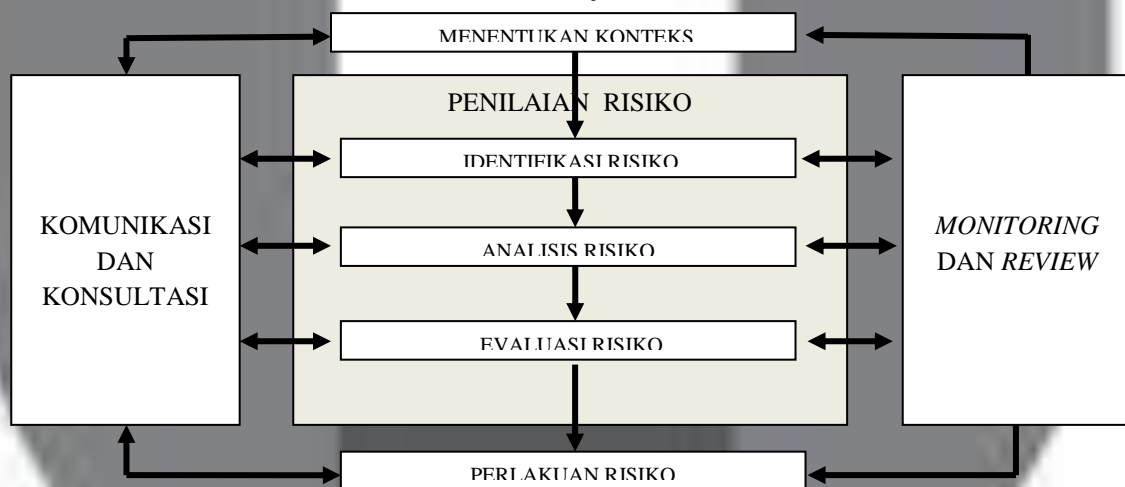 MENENTUKAN KONTEKS
PENILAIAN RISIKO
IDENTIFIKASI RISIKO
KOMUNIKASI
DAN
KONSULTASI
ANALISIS RISIKO
MONITORING
DAN REVIEW
EVALUASI RISIKO
PERLAKUAN RISIKO